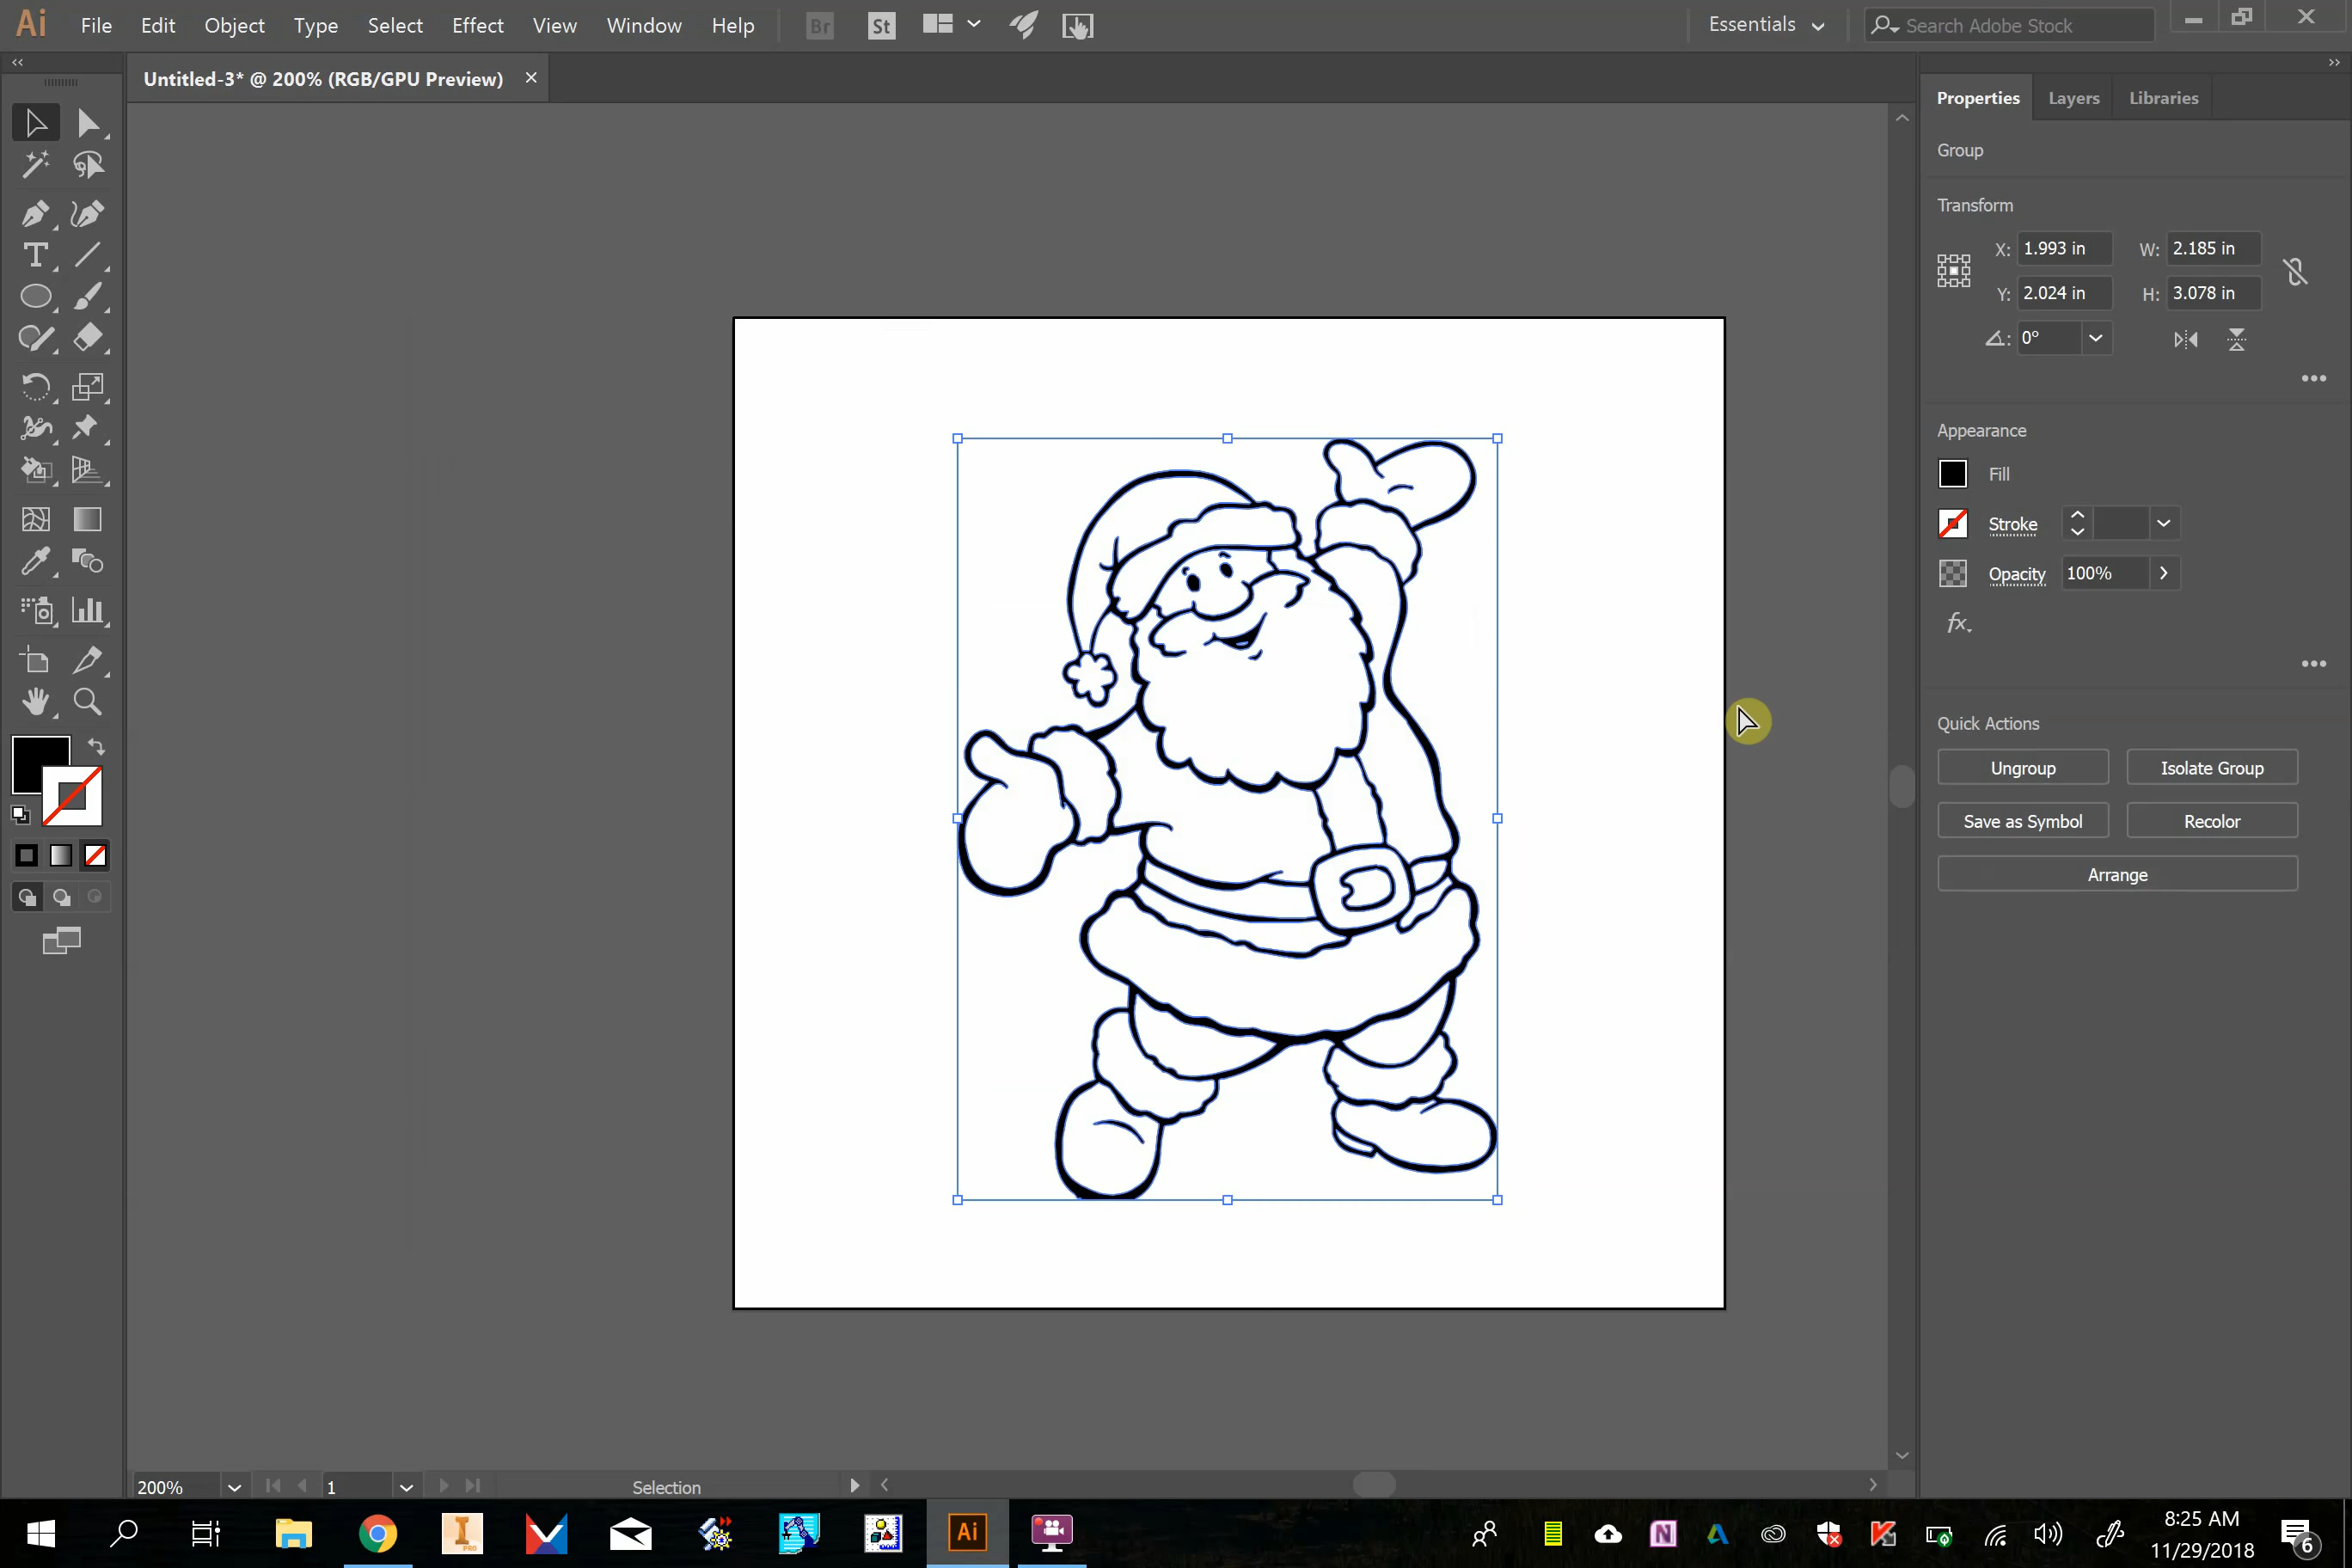 Ai File Edit Object Type Select Effect View Window Help Br St Essentials Search Adobe Stock
Untitled-3* @ 200% (RGB/GPU Preview)
Properties Layers Libraries
Group
Transform
X: 1.993 in W: 2.185 in
Y: 2.024 in H: 3.078 in
0°
Appearance
Fill
Stroke
Opacity 100%
fx.
Quick Actions
Ungroup Isolate Group
Save as Symbol Recolor
Arrange
200% 1 Selection
I PRO Ai N 8:25 AM
11/29/2018 6